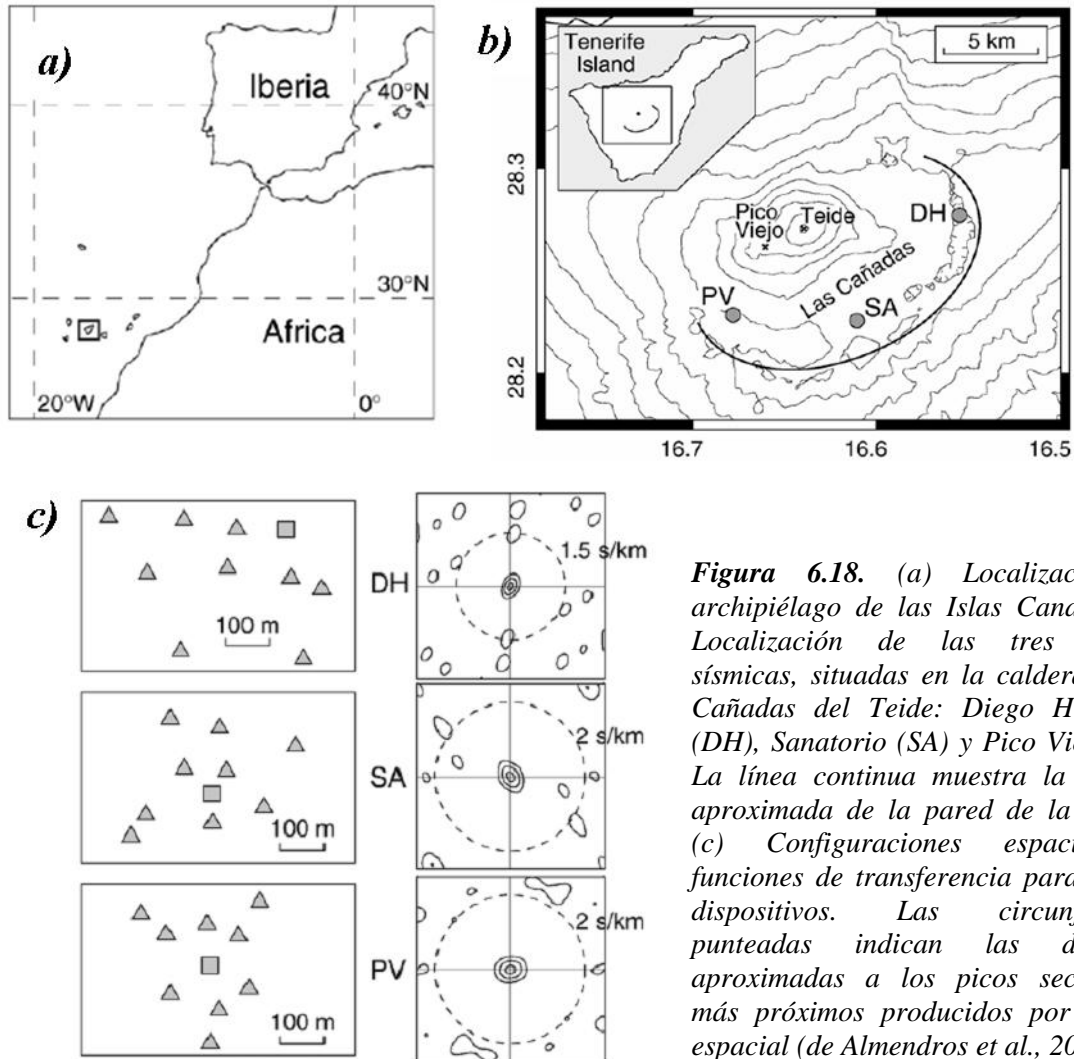 a)
Iberia
40°N
30°N
Africa
20°W
0°
b)
Tenerife
Island
5 km
28.3
28.2
Pico
Viejo
Teide
DH
Las Cañadas
PV
SA
16.7
16.6
16.5
c)
100 m
DH
1.5 s/km
100 m
SA
2 s/km
100 m
PV
2 s/km
Figura 6.18. (a) Localizac
archipiélago de las Islas Cana
Localización de las tres
sísmicas, situadas en la caldera
Cañadas del Teide: Diego H
(DH), Sanatorio (SA) y Pico Vie
La línea continua muestra la
aproximada de la pared de la
(c) Configuraciones espaci
funciones de transferencia para
dispositivos. Las circunj
punteadas indican las d
aproximadas a los picos sec
más próximos producidos por
espacial (de Almendros et al., 20